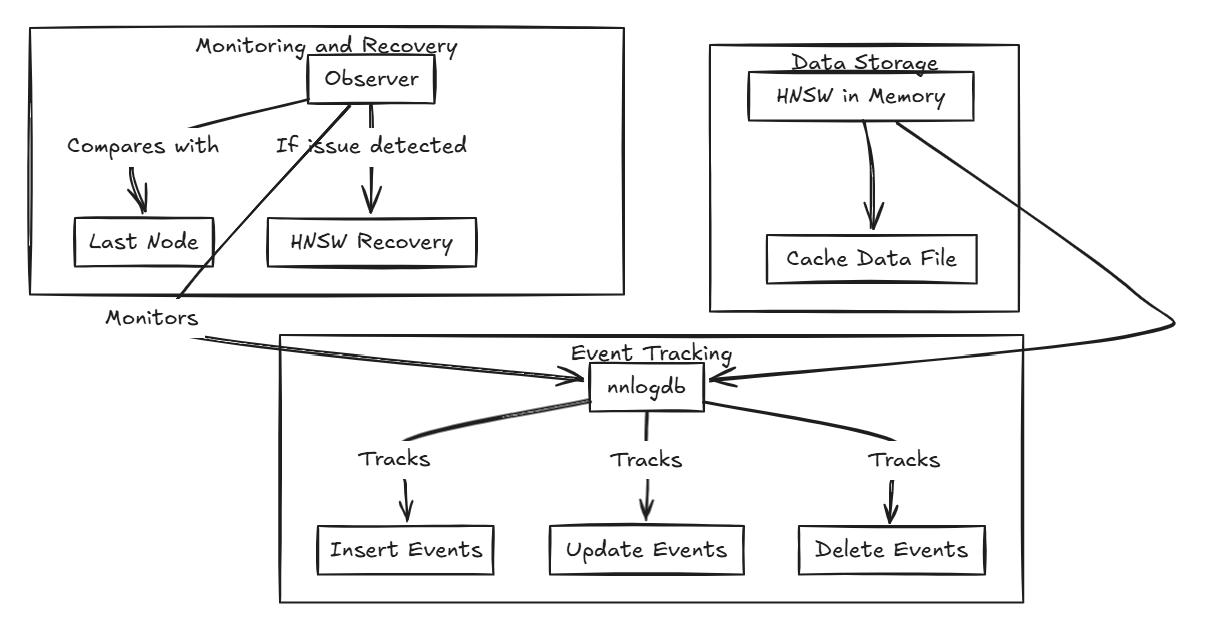 Monitoring and Recovery
Observer
Compares with
If issue detected
Last Node
HNSW Recovery
Monitors
Data Storage
HNSW in Memory
Cache Data File
Event Tracking
nnlogdb
Tracks
Tracks
Tracks
Insert Events
Update Events
Delete Events